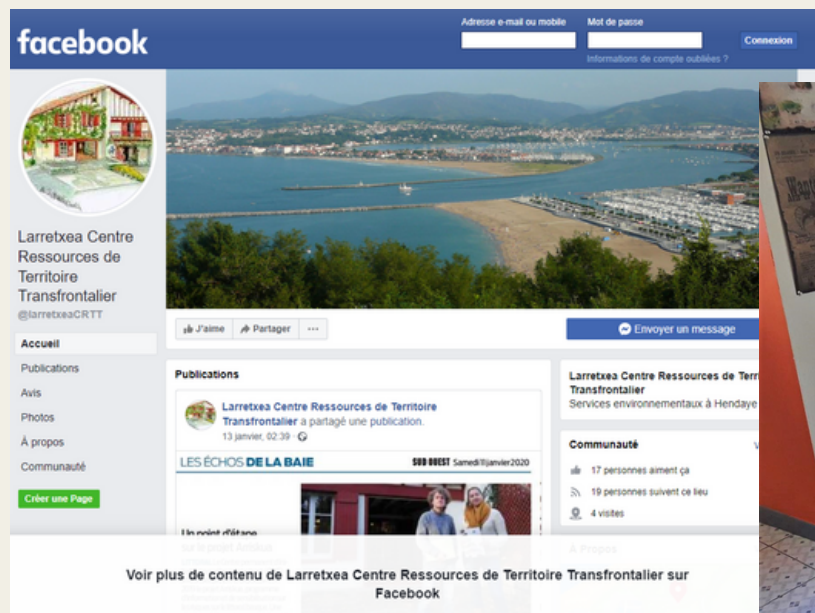 facebook
Adresse e-mail ou mobile
Mot de passe
Connexion
Informations de compte oubliées ?
Larretxea Centre
Ressources de
Territoire
Transfrontalier
@larretxeaCRTT
Accueil
Publications
Avis
Photos
À propos
Communauté
Créer une Page
J'aime
Partager
...
Envoyer un message
Publications
Larretxea Centre Ressources de Territoire
Transfrontalier a partagé une publication.
13 janvier, 02:39
LES ÉCHOS DE LA BAIE
SUD OUEST Samedi 11 janvier 2020
Un point d'étape
Larretxea Centre Ressources de Terri
Transfrontalier
Services environnementaux à Hendaye
Communauté
17 personnes aiment ça
19 personnes suivent ce lieu
4 visites
À Propos
Voir plus de contenu de Larretxea Centre Ressources de Territoire Transfrontalier sur
Facebook